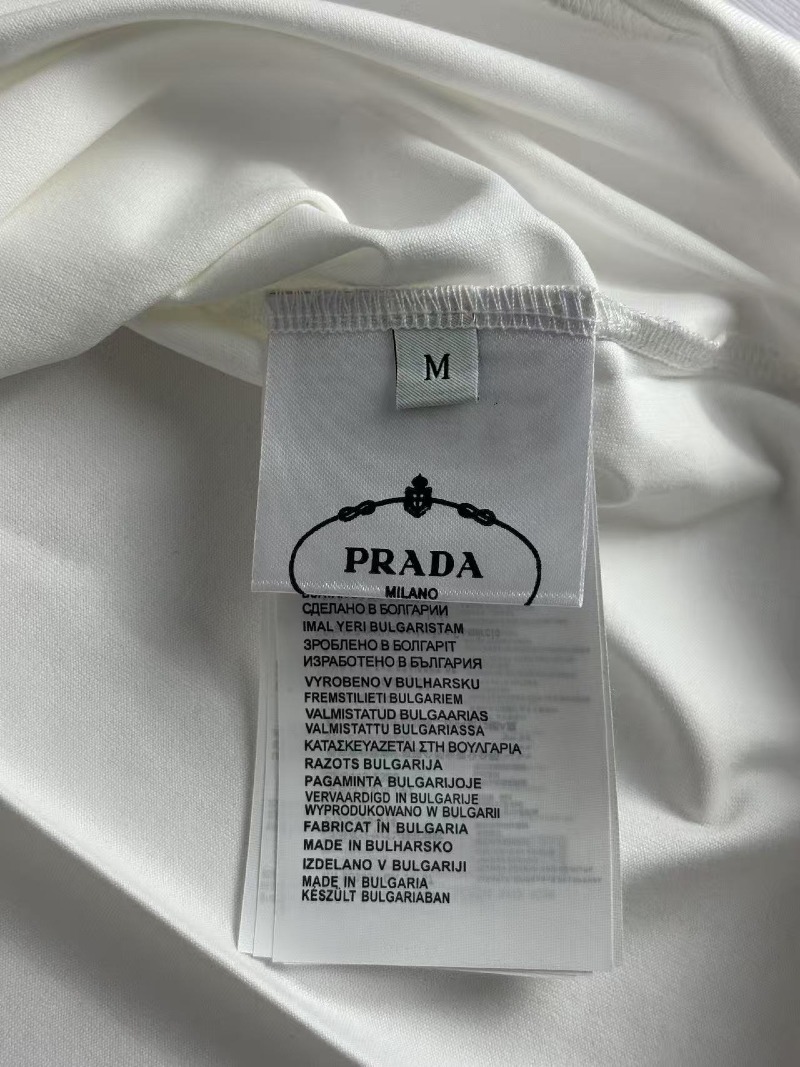 M
PRADA
MILANO
СДЕЛАНО В БОЛГАРИИ
IMAL YERI BULGARISTAM
ЗРОБЛЕНО В БОЛГАРІТ
ИЗРАБОТЕНО В БЪЛГАРИЯ
VYROBENO V BULHARSKU
FREMSTILIETI BULGARIEM
VALMISTATUD BULGAARIAS
VALMISTATTU BULGARIASSA
ΚΑΤΑΣΚΕΥΑΖΕΤΑΙ ΣΤΗ ΒΟΥΛΓΑΡΙΑ
RAZOTS BULGARIJA
PAGAMINTA BULGARIJOJE
VERVAARDIGD IN BULGARIJE
WYPRODUKOWANO W BULGARII
FABRICAT ÎN BULGARIA
MADE IN BULHARSKO
IZDELANO V BULGARIJI
MADE IN BULGARIA
KÉSZÜLT BULGARIABAN